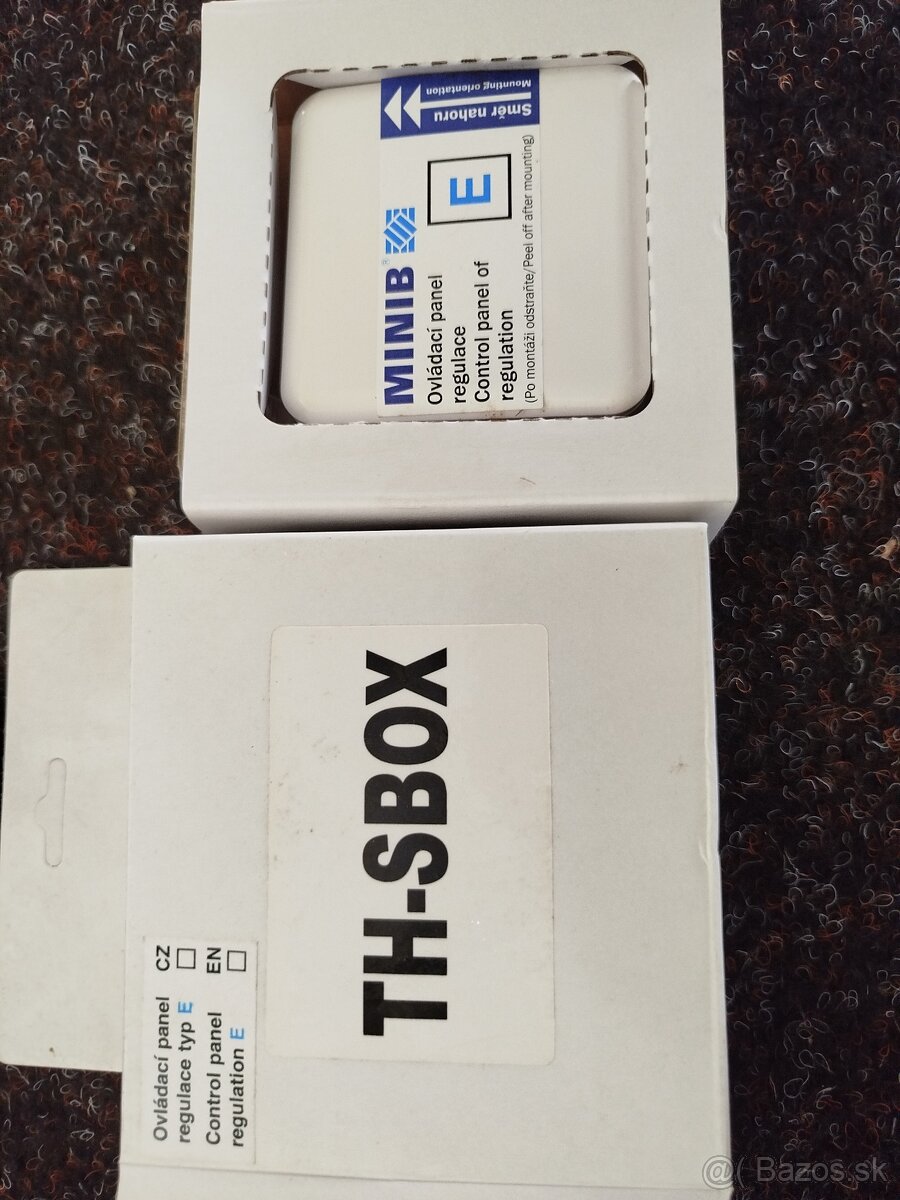 MINIB®
Ovládací panel
regulace
Control panel of
regulation
(Po montáži odstraňte/Peel off after mounting)
E
Směr nahoru
Mounting orientation
Ovládací panel CZ
regulace typ E
Control panel EN
regulation E
TH-SBOX
@( Bazos.sk